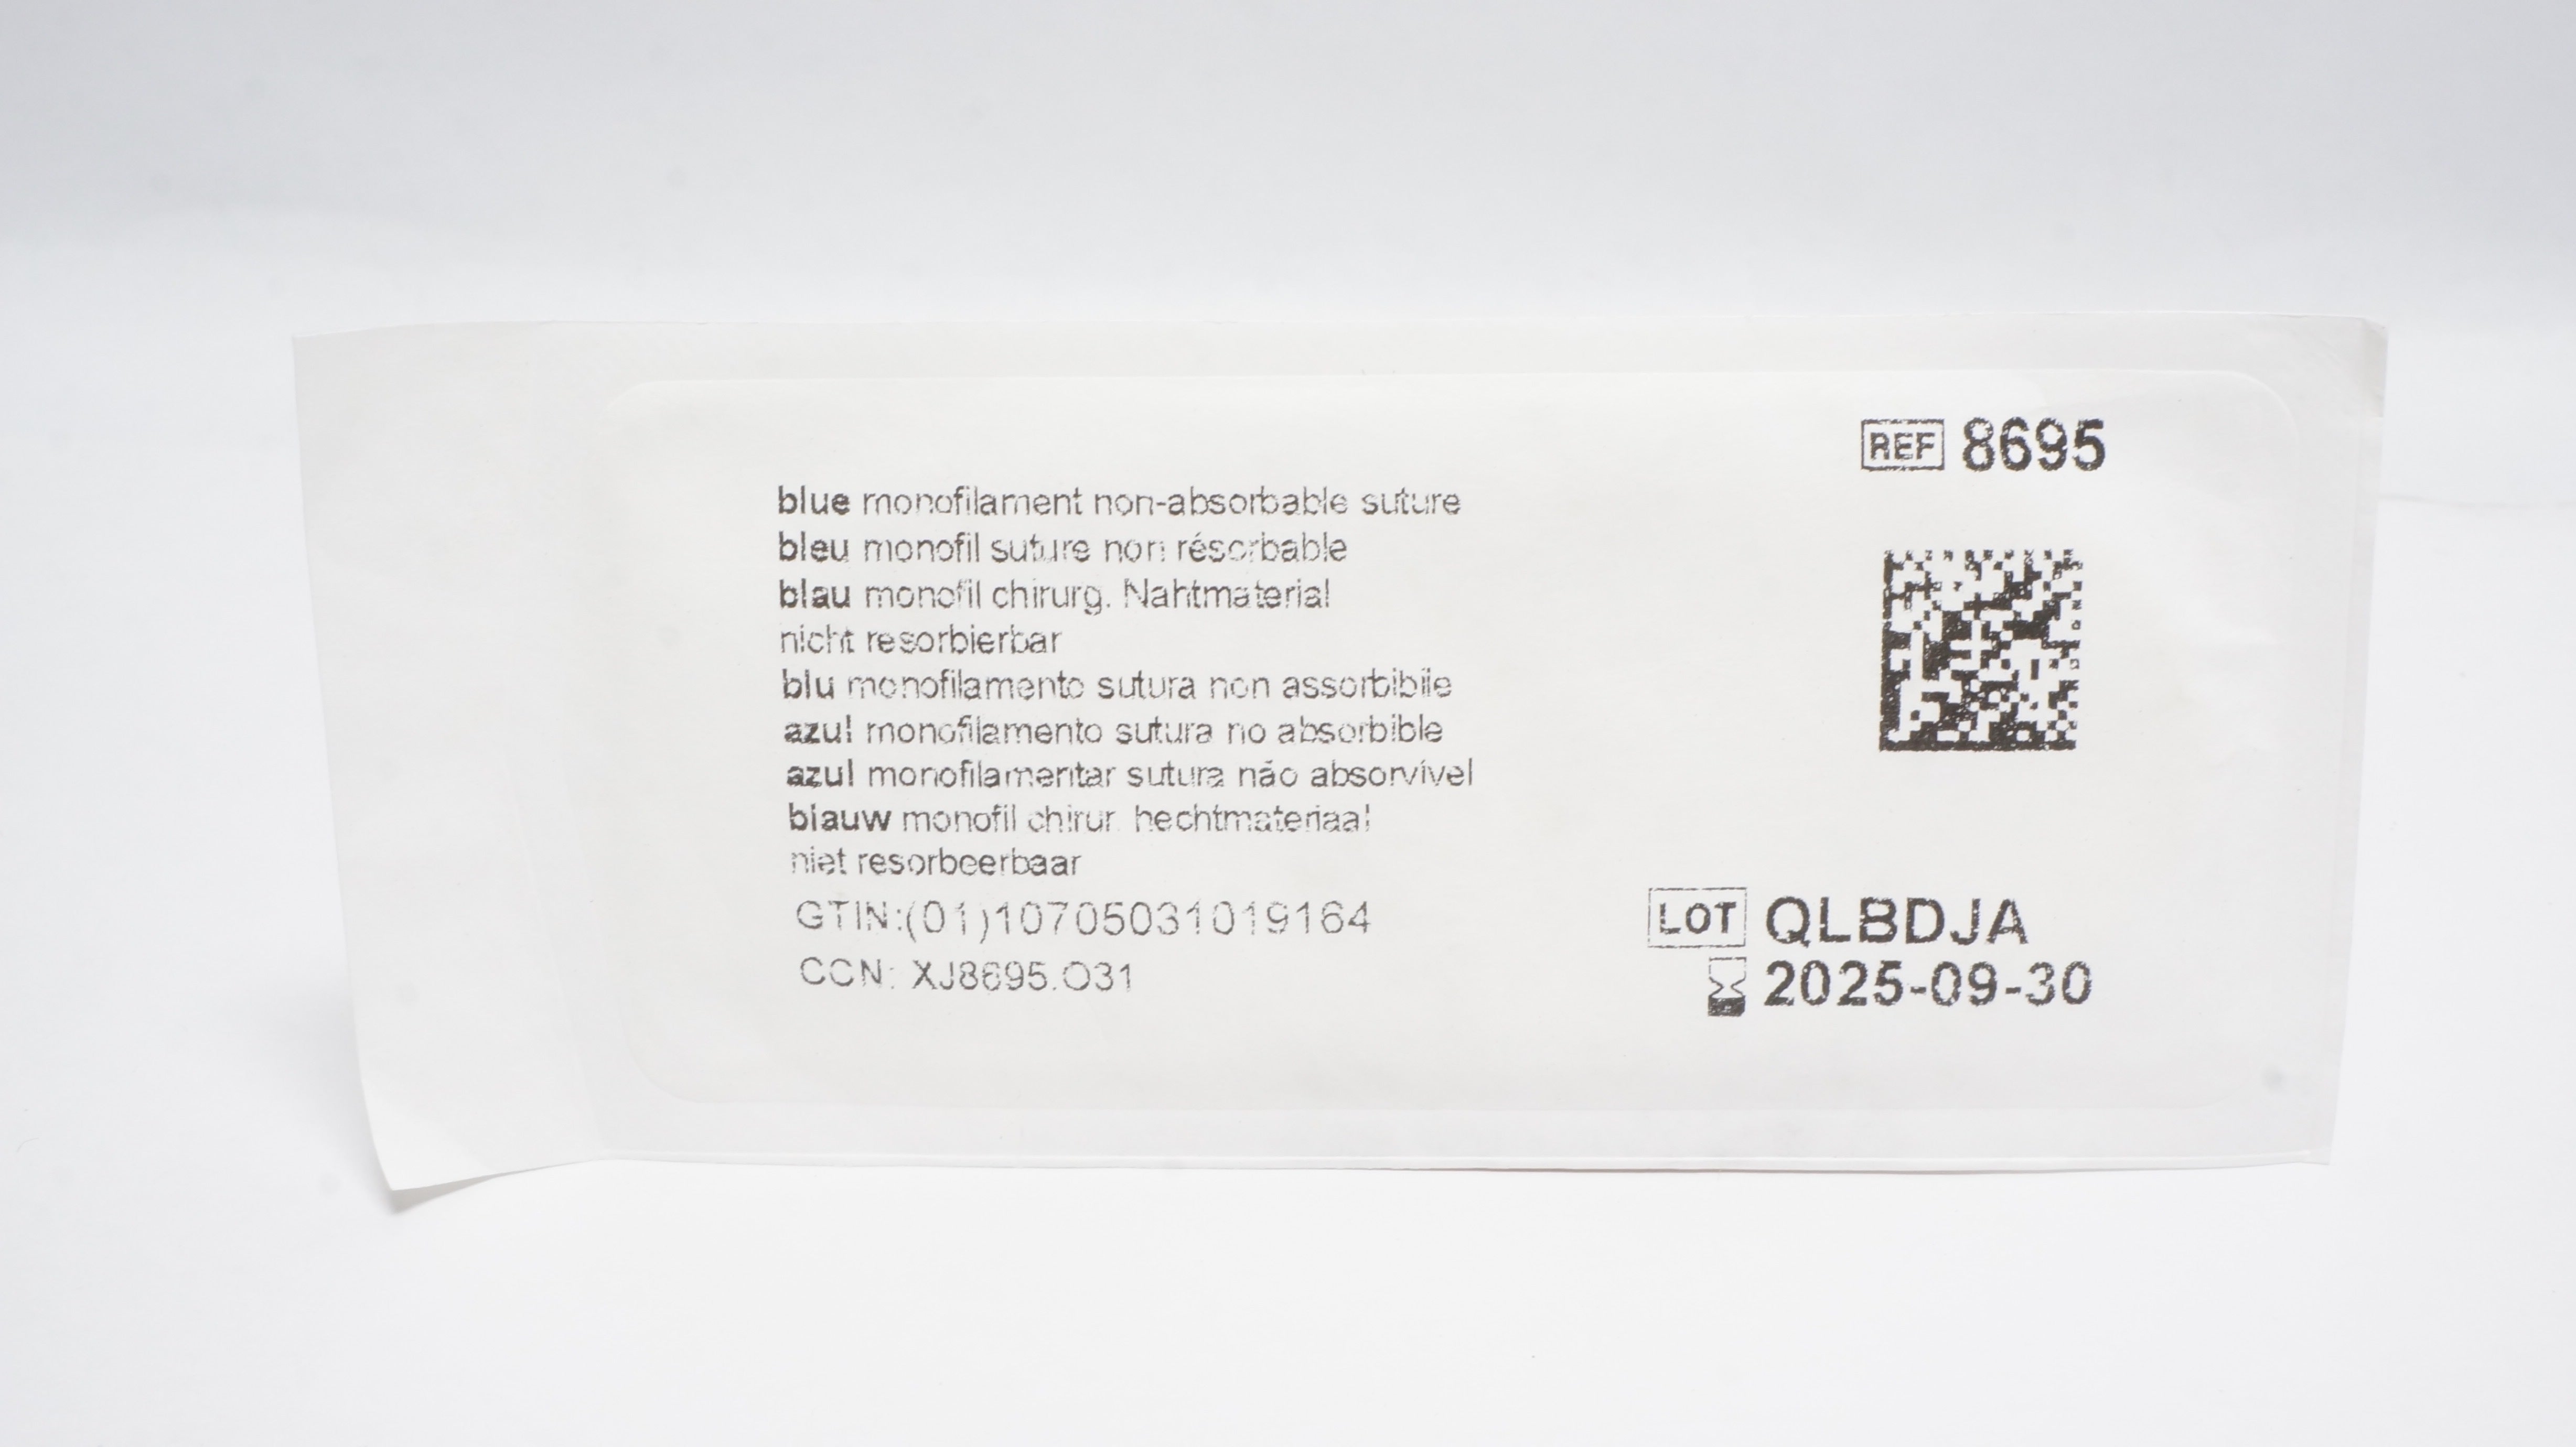 REF 8695
blue monofilament non-absorbable suture
bleu monofil suture non résorbable
blau monofil chirurg. Nahtmaterial
nicht resorbierbar
blu monofilamento sutura non assorbibile
azul monofilamento sutura no absorbible
azul monofilamentar sutura não absorvível
blauw monofil chirur. hechtmateriaal
niet resorbeerbaar
GTIN:(01)10705031019164
CCN: XJ8695.O31
LOT QLBDJA
2025-09-30